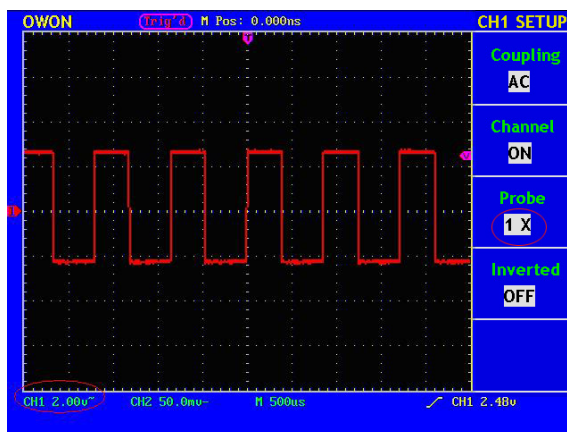 OWON Trig'd M Pos: 0.000ns CH1 SETUP
Coupling
AC
Channel
ON
Probe
1 X
Inverted
OFF
CH1 2.00v~ CH2 50.0mv- M 500us CH1 2.48v